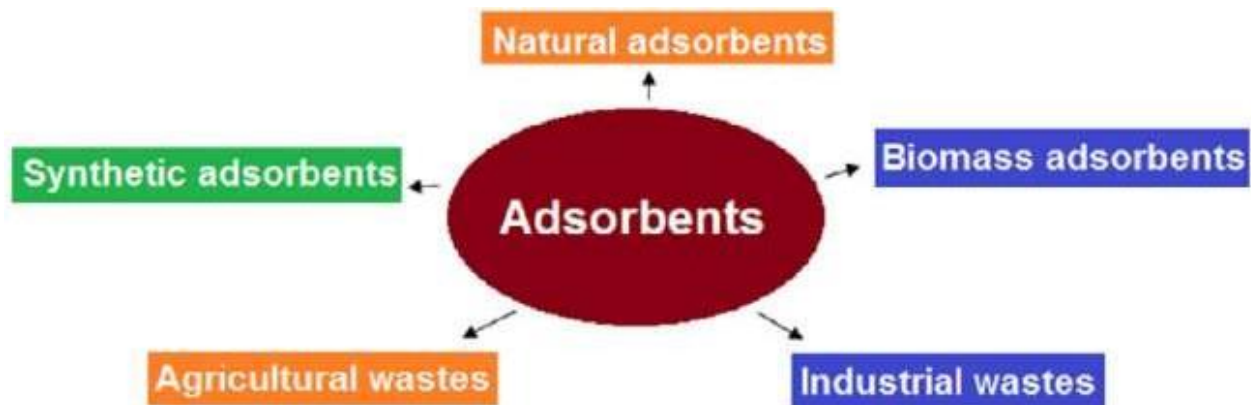 Natural adsorbents
Synthetic adsorbents
Biomass adsorbents
Adsorbents
Agricultural wastes
Industrial wastes